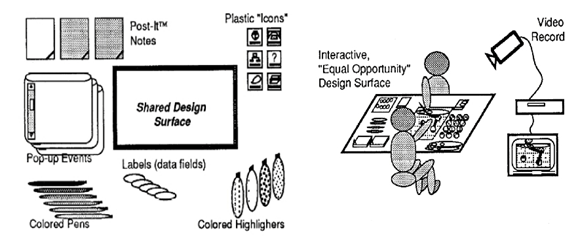 Post-It™
Notes
Plastic "Icons"
?
Shared Design
Surface
Pop-up Events
Labels (data fields)
Colored Pens
Colored Highlighers
Interactive,
"Equal Opportunity"
Design Surface
Video
Record